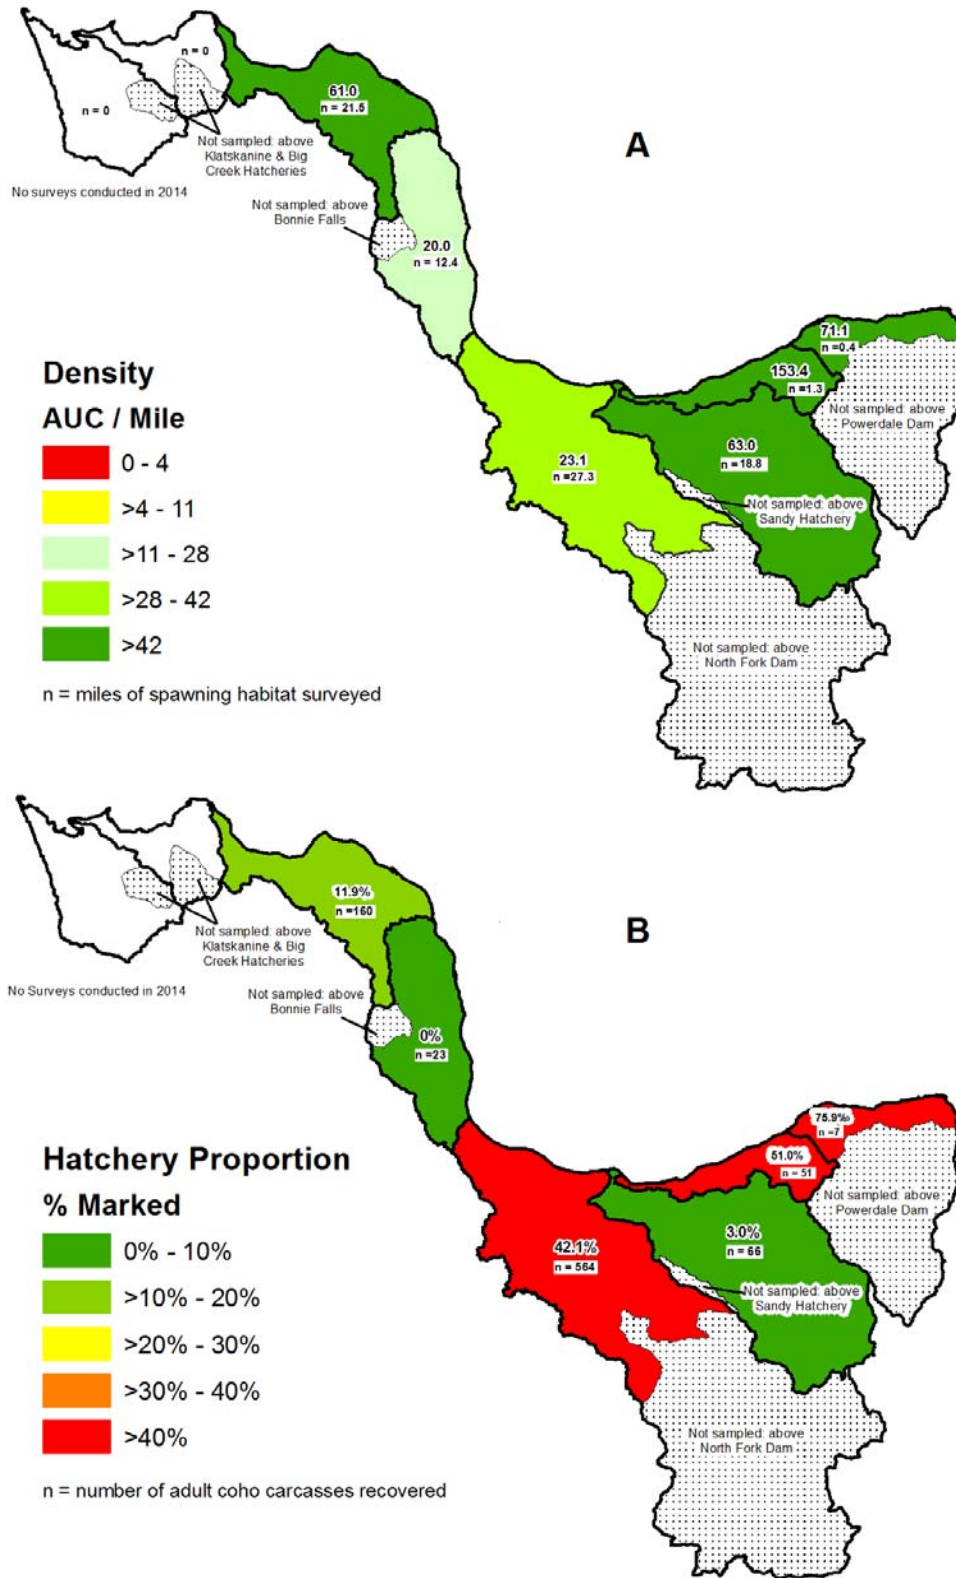 n = 0
n = 0
61.0
n = 21.5
A
Not sampled: above
Klatskanine & Big
Creek Hatcheries
No surveys conducted in 2014
Not sampled: above
Bonnie Falls
20.0
n = 12.4
71.1
n =0.4
153.4
n =1.3
Not sampled: above
Powerdale Dam
Density
AUC / Mile
0 - 4
>4 - 11
>11 - 28
>28 - 42
>42
n = miles of spawning habitat surveyed
23.1
n =27.3
63.0
n =18.8
Not sampled: above
Sandy Hatchery
Not sampled: above
North Fork Dam
11.9%
n =160
B
Not sampled: above
Klatskanine & Big
Creek Hatcheries
No Surveys conducted in 2014
Not sampled: above
Bonnie Falls
0%
n =23
75.9%
n =7
51.0%
n = 51
Not sampled: above
Powerdale Dam
Hatchery Proportion
% Marked
0% - 10%
>10% - 20%
>20% - 30%
>30% - 40%
>40%
n = number of adult coho carcasses recovered
42.1%
n = 564
3.0%
n = 66
Not sampled: above
Sandy Hatchery
Not sampled: above
North Fork Dam